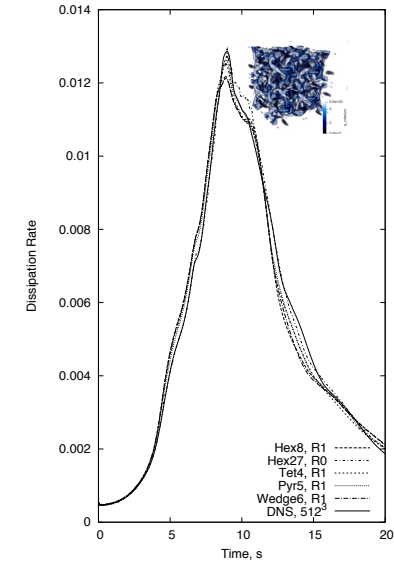 0.014
0.012
0.01
0.008
0.006
0.004
0.002
0
0
5
10
15
20
Dissipation Rate
Time, s
Hex8, R1
Hex27, R0
Tet4, R1
Pyr5, R1
Wedge6, R1
DNS, 512³